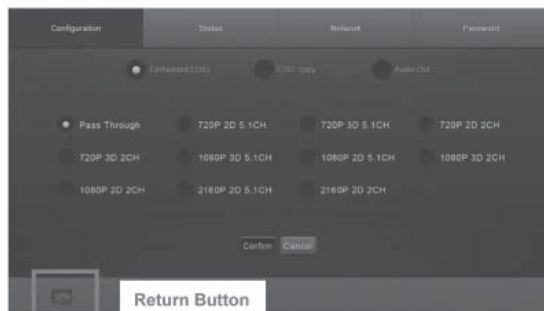 Configuration Status Network Password
Embedded EDID EDID Copy Audio Out
Pass Through 720P 2D 5.1CH 720P 3D 5.1CH 720P 2D 2CH
720P 3D 2CH 1080P 3D 5.1CH 1080P 2D 5.1CH 1080P 3D 2CH
1080P 2D 2CH 2160P 2D 5.1CH 2160P 2D 2CH
Confirm Cancel
Return Button